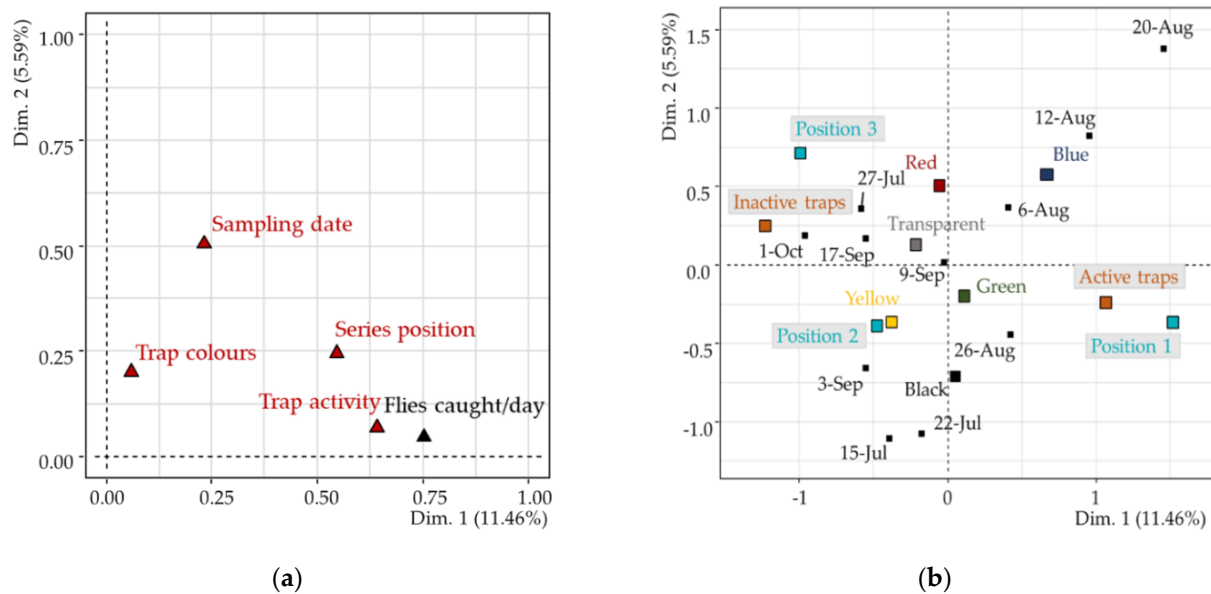 Dim. 2 (5.59%)
1.00
0.75
0.50
0.25
0.00
Sampling date
Series position
Trap colours
Trap activity
Flies caught/day
0.00 0.25 0.50 0.75 1.00
Dim. 1 (11.46%)
(a)
Dim. 2 (5.59%)
1.5
1.0
0.5
0.0
-0.5
-1.0
20-Aug
12-Aug
Position 3
Red
Blue
27-Jul
Inactive traps
6-Aug
Transparent
1-Oct
17-Sep
9-Sep
Green
Active traps
Yellow
Position 2
Position 1
26-Aug
3-Sep
Black
22-Jul
15-Jul
-1 0 1
Dim. 1 (11.46%)
(b)